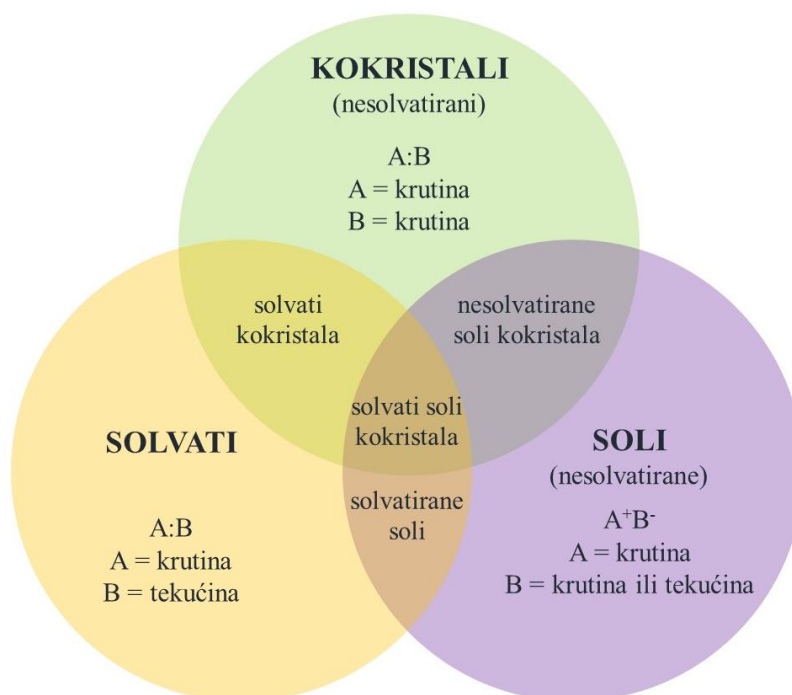 KOKRISTALI
(nesolvatirani)
A:B
A = krutina
B = krutina
solvati
kokristala
nesolvatirane
soli kokristala
solvati soli
kokristala
SOLVATI
A:B
A = krutina
B = tekućina
solvatirane
soli
SOLI
(nesolvatirane)
A⁺B⁻
A = krutina
B = krutina ili tekućina